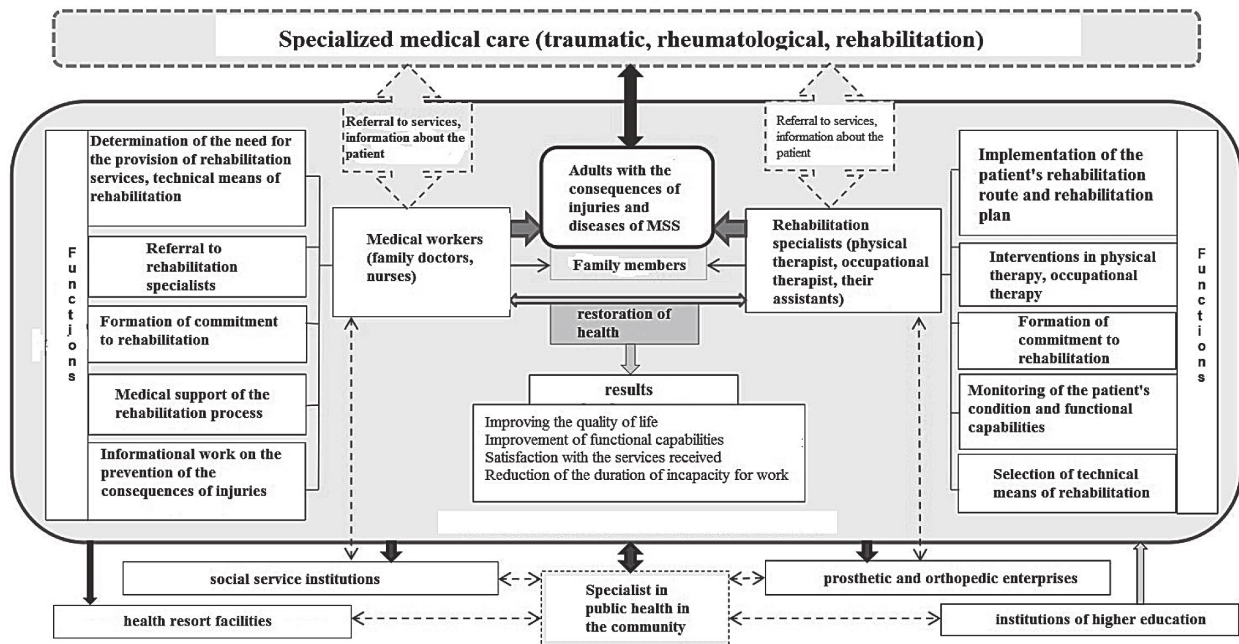 Specialized medical care (traumatic, rheumatological, rehabilitation)
Referral to services,
information about the
patient
Referral to services,
information about the
patient
Functions
Determination of the need for
the provision of rehabilitation
services, technical means of
rehabilitation
Referral to
rehabilitation
specialists
Formation of commitment
to rehabilitation
Medical support of the
rehabilitation process
Informational work on the
prevention of the
consequences of injuries
Medical workers
(family doctors,
nurses)
Adults with the
consequences of
injuries and
diseases of MSS
Family members
restoration of
health
results
Improving the quality of life
Improvement of functional capabilities
Satisfaction with the services received
Reduction of the duration of incapacity for work
Rehabilitation
specialists (physical
therapist, occupational
therapist, their
assistants)
Implementation of the
patient's rehabilitation
route and rehabilitation
plan
Interventions in physical
therapy, occupational
therapy
Formation of
commitment to
rehabilitation
Monitoring of the patient's
condition and functional
capabilities
Selection of technical
means of rehabilitation
Functions
social service institutions
health resort facilities
Specialist in
public health in
the community
prosthetic and orthopedic enterprises
institutions of higher education